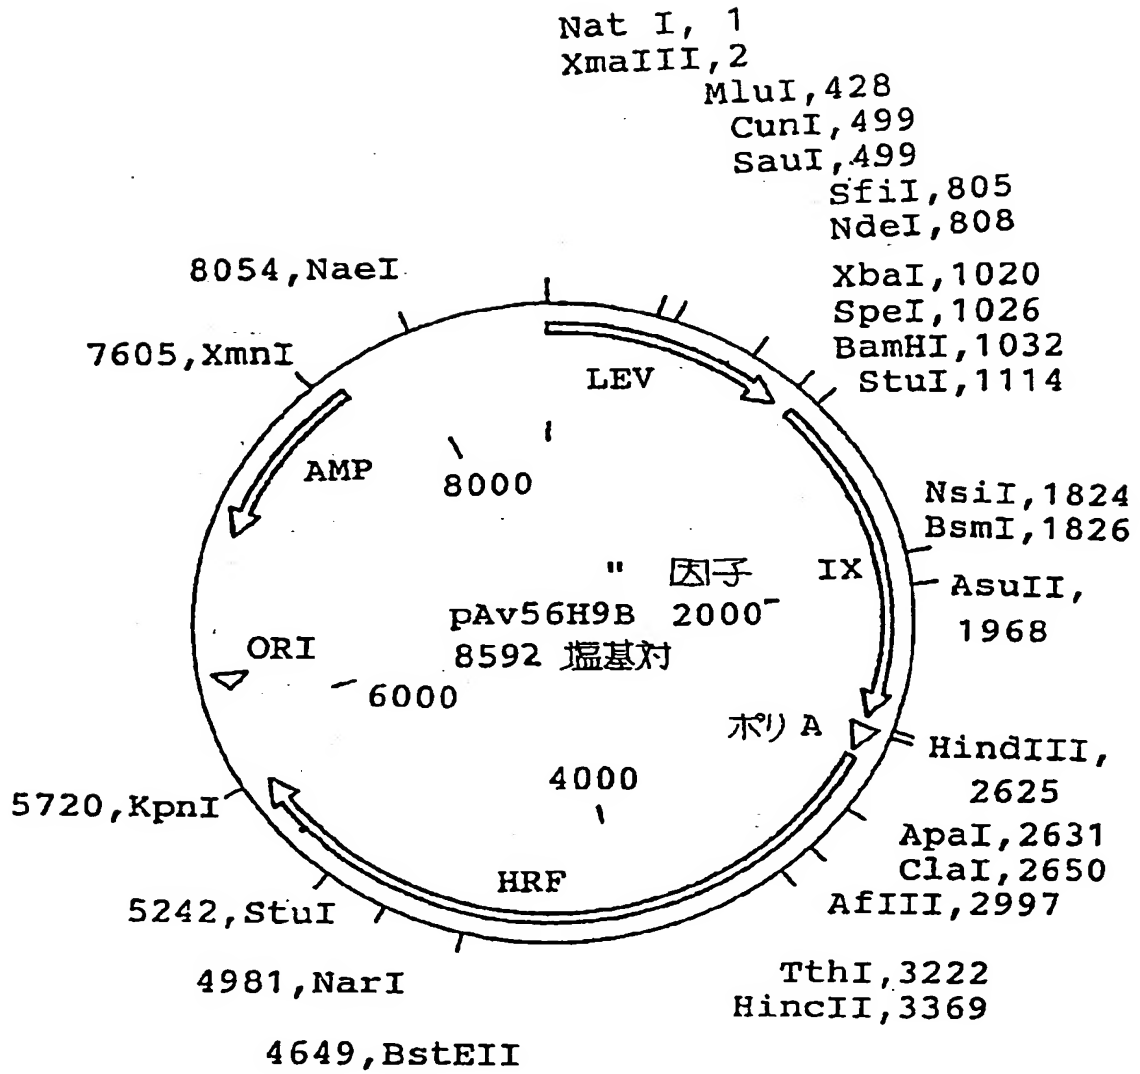 Nat I, 1
XmaIII,2
MluI,428
CunI,499
SauI,499
SfiI,805
NdeI,808
XbaI,1020
SpeI,1026
BamHI,1032
StuI,1114
8054,NaeI
7605,XmnI
LEV
AMP
8000
NsiI,1824
BsmI,1826
IX
AsuII,
1968
" 因子
pAv56H9B 2000
8592 塩基対
ORI
6000
ポリ A
HindIII,
2625
4000
5720,KpnI
ApaI,2631
ClaI,2650
AfIII,2997
HRF
5242,StuI
4981,NarI
TthI,3222
HincII,3369
4649,BstEII